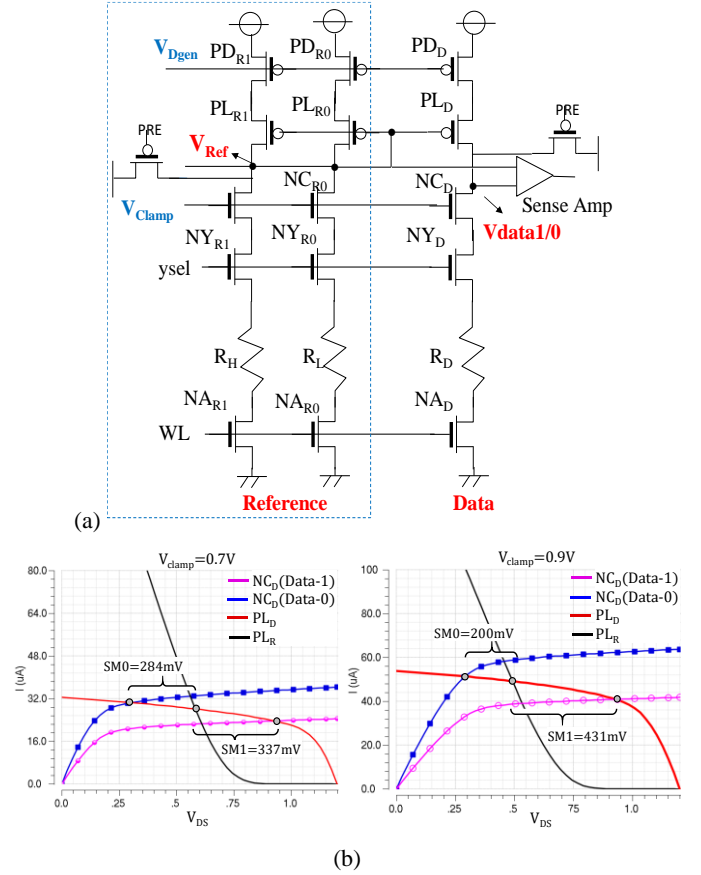 V_Dgen PD_R1 PD_R0 PD_D
PL_R1 PL_R0 PL_D
PRE PRE
V_Ref
NC_R0 NC_D
V_Clamp Sense Amp
NY_R1 NY_R0 NY_D Vdata1/0
ysel
R_H R_L R_D
NA_R1 NA_R0 NA_D
WL
Reference Data
(a)
V_clamp=0.7V
80.0
64.0
48.0
32.0
16.0
0.0
I (uA)
NC_D(Data-1)
NC_D(Data-0)
PL_D
PL_R
SM0=284mV
SM1=337mV
0.0 .25 .5 .75 1.0
V_DS
V_clamp=0.9V
100
80.0
60.0
40.0
20.0
0.0
I (uA)
NC_D(Data-1)
NC_D(Data-0)
PL_D
PL_R
SM0=200mV
SM1=431mV
0.0 .25 .5 .75 1.0
V_DS
(b)